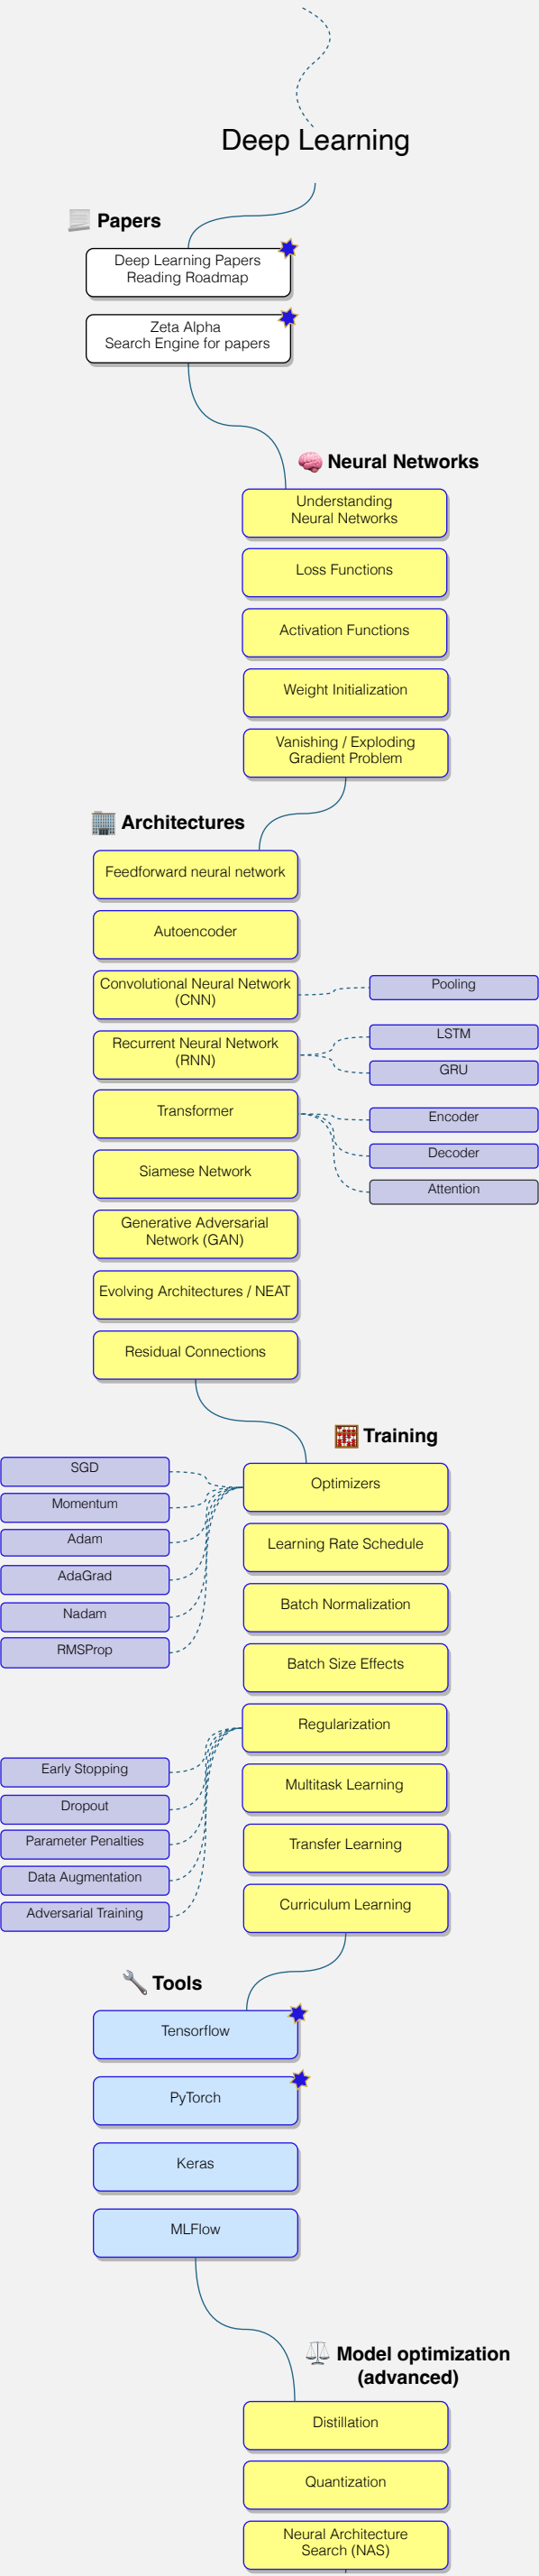 Deep Learning
Papers
Deep Learning Papers
Reading Roadmap
Zeta Alpha
Search Engine for papers
Neural Networks
Understanding
Neural Networks
Loss Functions
Activation Functions
Weight Initialization
Vanishing / Exploding
Gradient Problem
Architectures
Feedforward neural network
Autoencoder
Convolutional Neural Network
(CNN)
Pooling
Recurrent Neural Network
(RNN)
LSTM
GRU
Transformer
Encoder
Decoder
Attention
Siamese Network
Generative Adversarial
Network (GAN)
Evolving Architectures / NEAT
Residual Connections
Training
Optimizers
SGD
Momentum
Adam
AdaGrad
Nadam
RMSProp
Learning Rate Schedule
Batch Normalization
Batch Size Effects
Regularization
Early Stopping
Dropout
Parameter Penalties
Data Augmentation
Adversarial Training
Multitask Learning
Transfer Learning
Curriculum Learning
Tools
Tensorflow
PyTorch
Keras
MLFlow
Model optimization
(advanced)
Distillation
Quantization
Neural Architecture
Search (NAS)